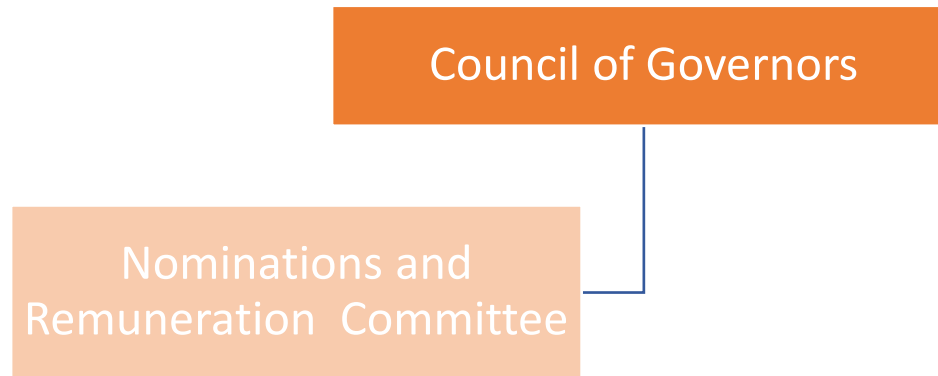 Council of Governors
Nominations and
Remuneration  Committee